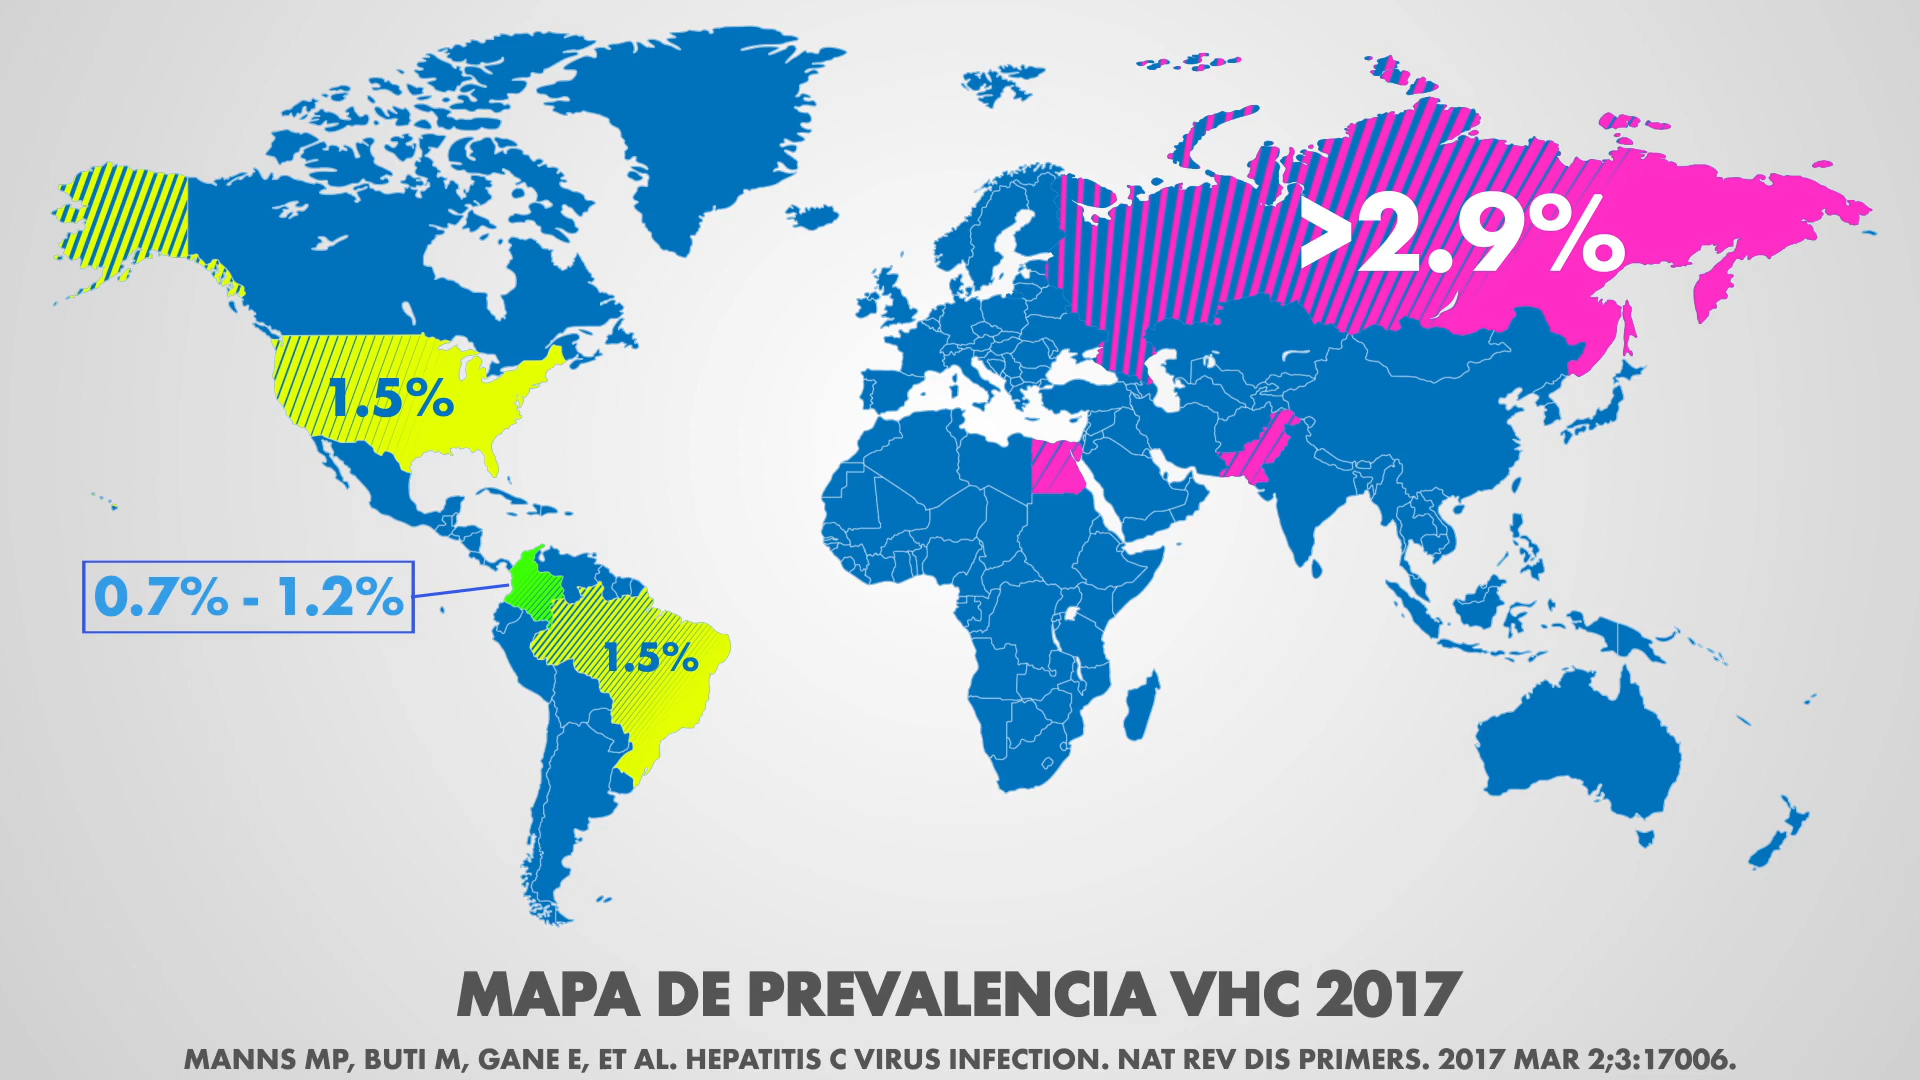 >2.9%
1.5%
0.7% - 1.2%
1.5%
MAPA DE PREVALENCIA VHC 2017
MANNS MP, BUTI M, GANE E, ET AL. HEPATITIS C VIRUS INFECTION. NAT REV DIS PRIMERS. 2017 MAR 2;3:17006.